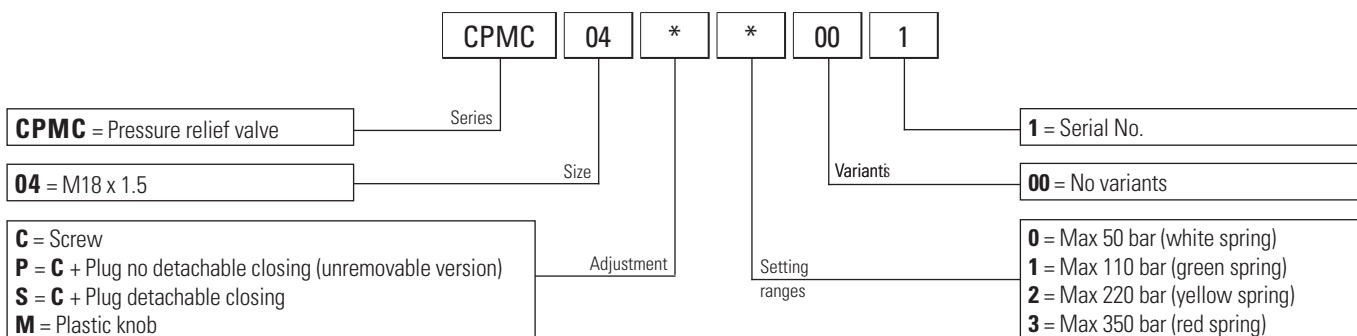 CPMC 04 * * 00 1
Series
CPMC = Pressure relief valve
1 = Serial No.
Size
Variants
04 = M18 x 1.5
00 = No variants
C = Screw
P = C + Plug no detachable closing (unremovable version)
S = C + Plug detachable closing
M = Plastic knob
Adjustment
Setting
ranges
0 = Max 50 bar (white spring)
1 = Max 110 bar (green spring)
2 = Max 220 bar (yellow spring)
3 = Max 350 bar (red spring)